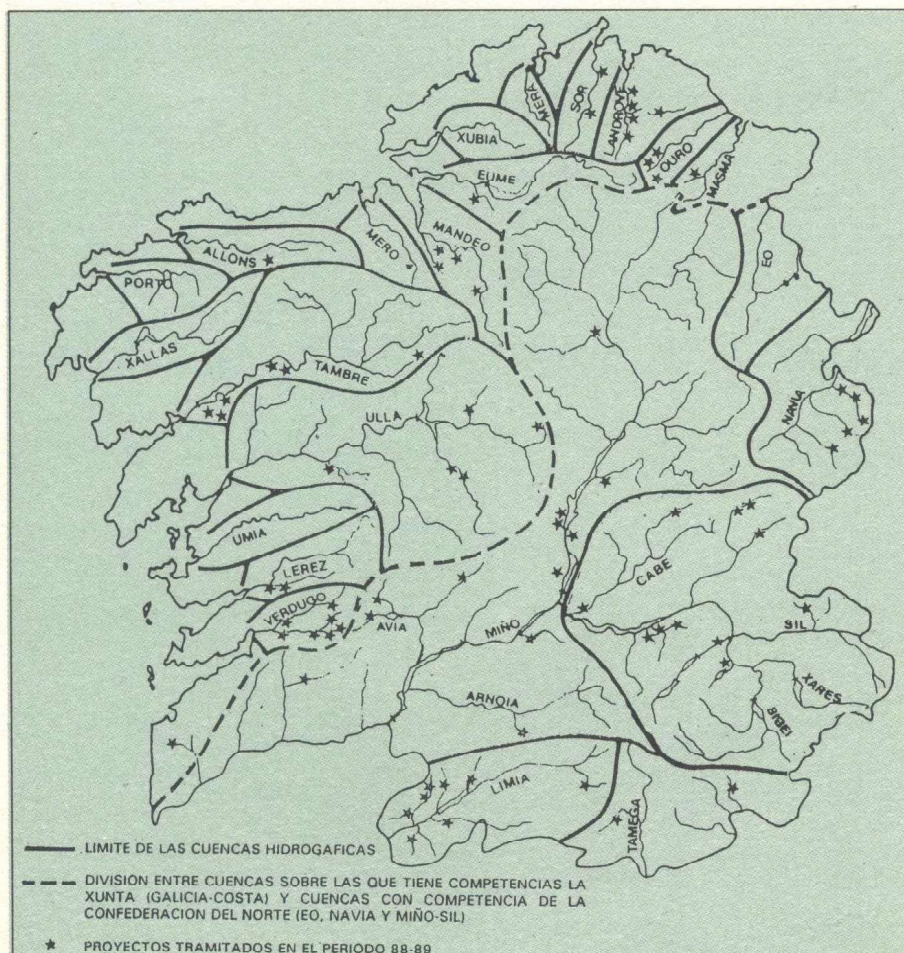 MERA
SOR
LANDROVE
XUBIA
OURO
MASMA
EUME
MERO
MANDEO
ALLONS
EO
PORTO
XALLAS
TAMBRE
NAVIA
ULLA
UMIA
CABE
LEREZ
VERDUGO
AVIA
MIÑO
SIL
XARES
ARNOIA
BIBEI
LIMIA
TAMEGA
LIMITE DE LAS CUENCAS HIDROGAFICAS
DIVISIÓN ENTRE CUENCAS SOBRE LAS QUE TIENE COMPETENCIAS LA
XUNTA (GALICIA-COSTA) Y CUENCAS CON COMPETENCIA DE LA
CONFEDERACION DEL NORTE (EO, NAVIA Y MIÑO-SIL)
PROYECTOS TRAMITADOS EN EL PERIODO 88-89